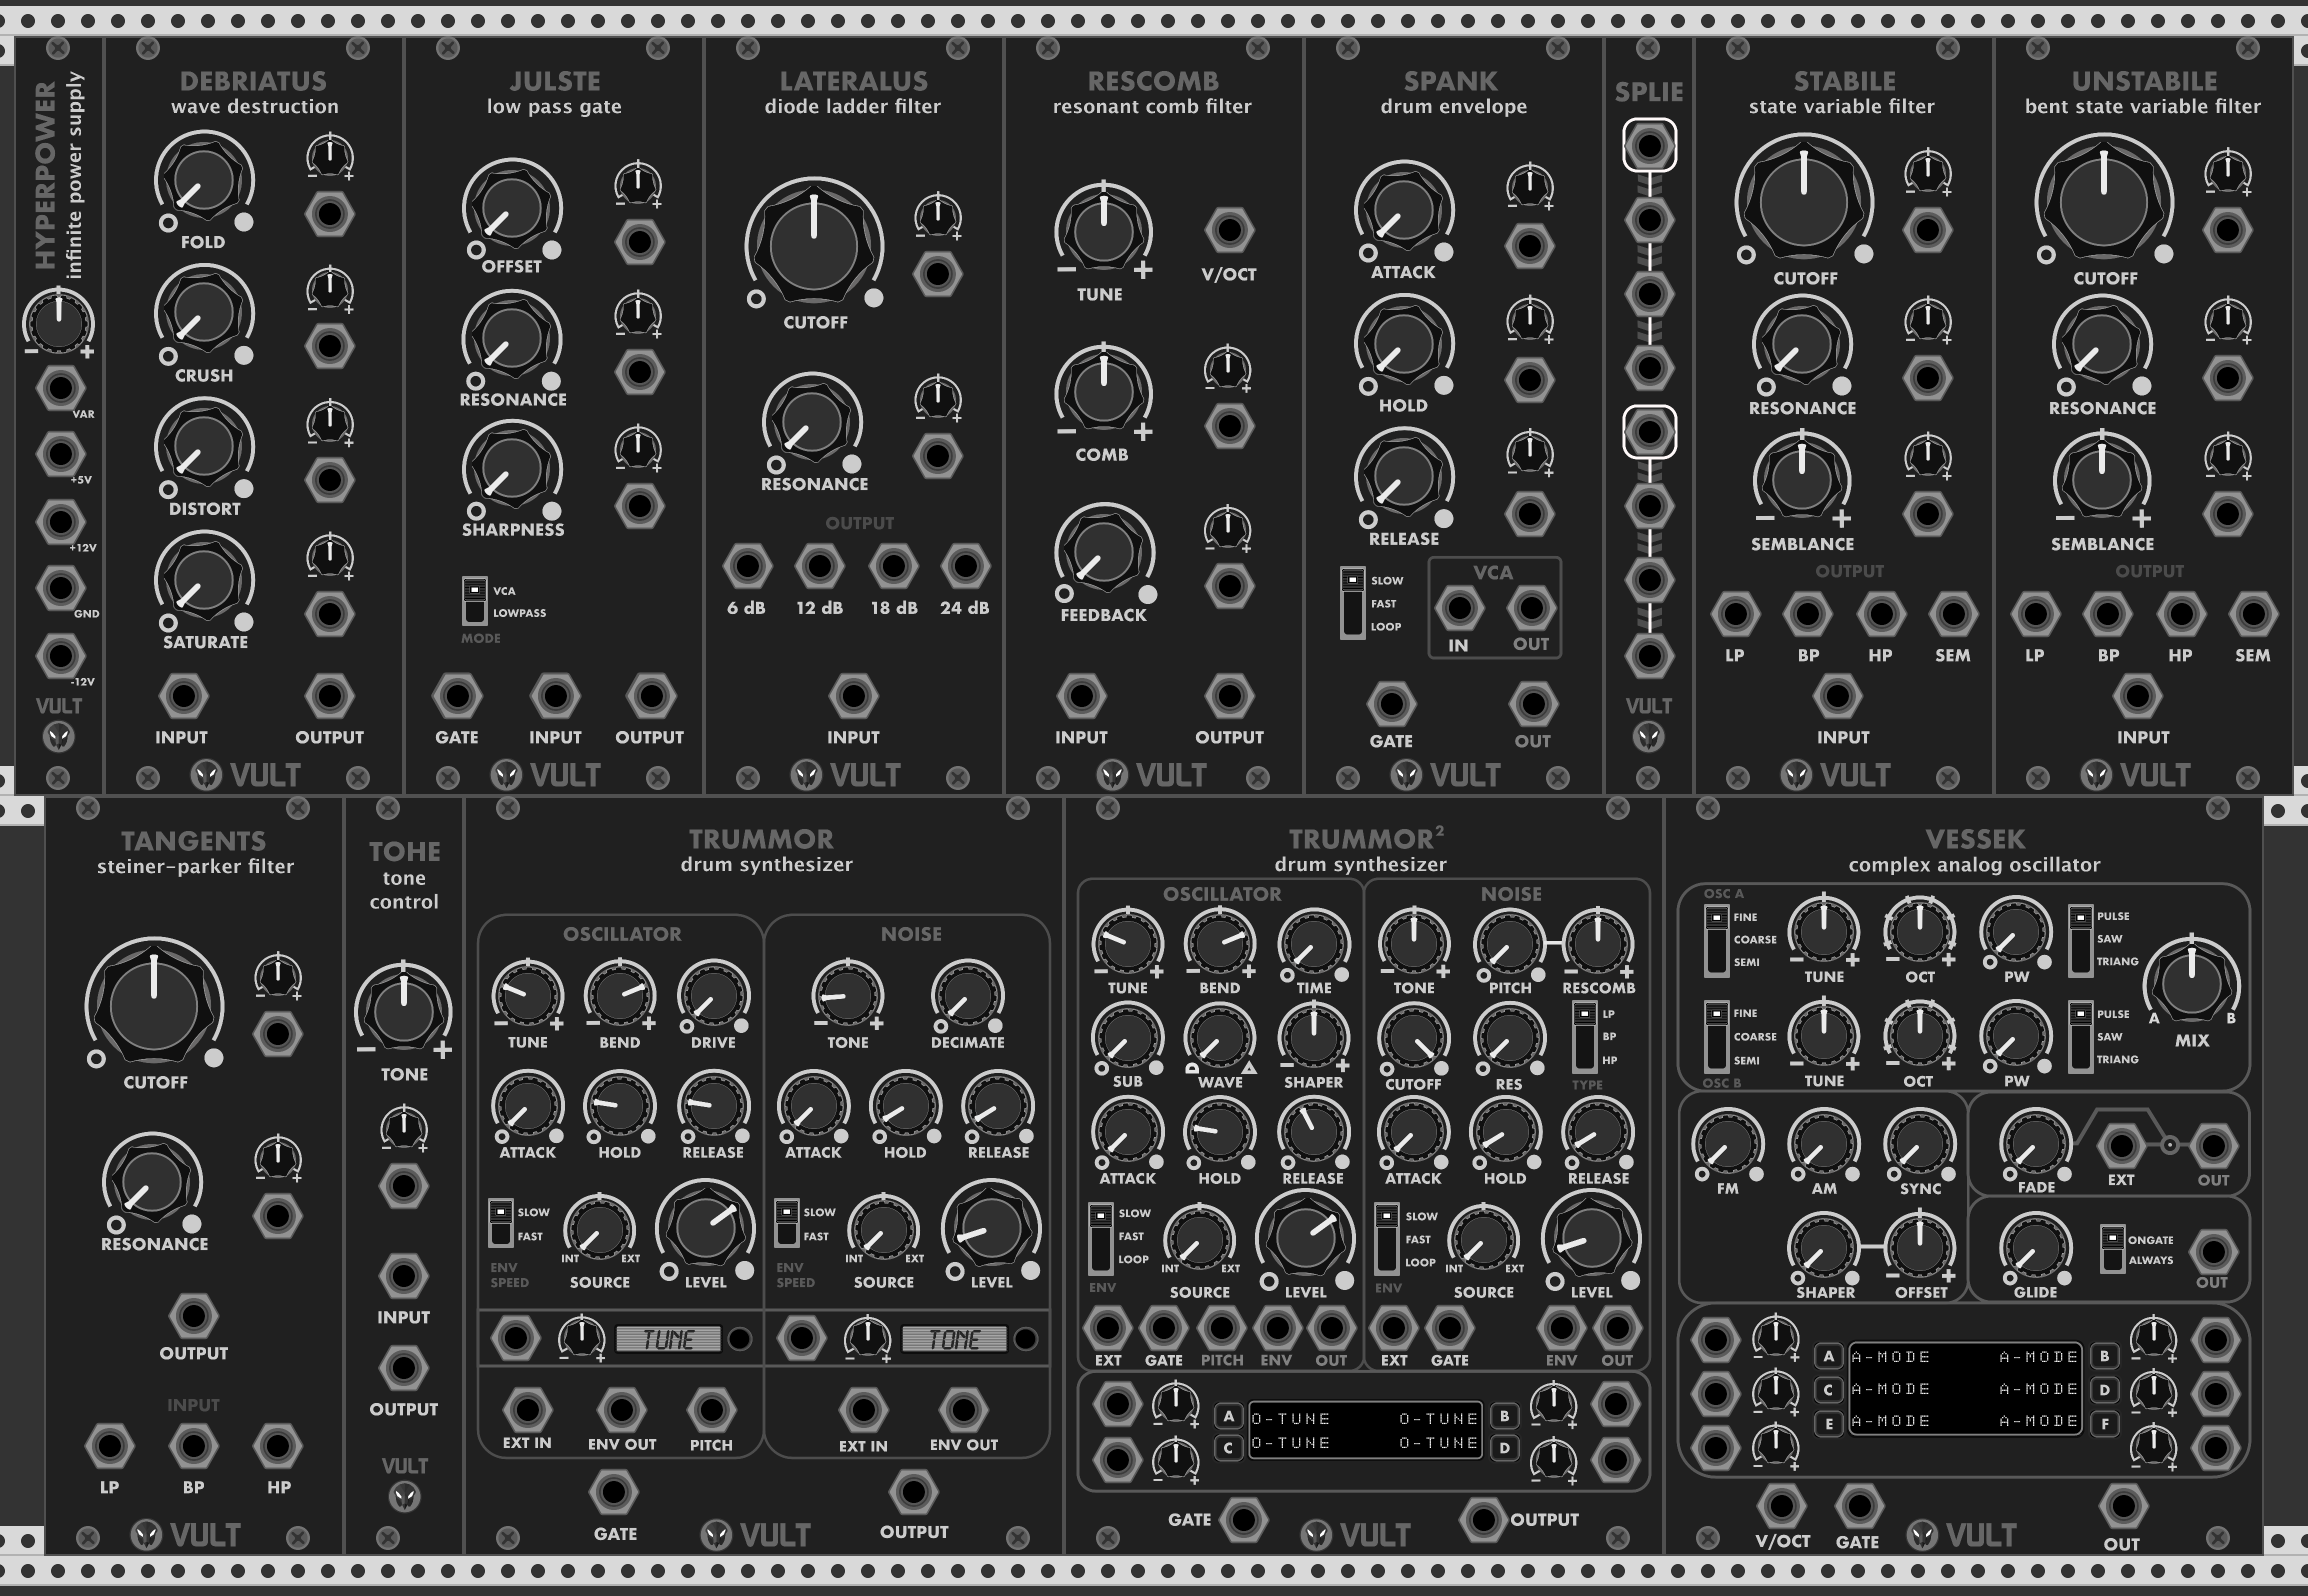 HYPERPOWER
infinite power supply
VAR
+5V
+12V
GND
-12V
VULT
DEBRIATUS
wave destruction
FOLD
CRUSH
DISTORT
SATURATE
INPUT OUTPUT
VULT
JULSTE
low pass gate
OFFSET
RESONANCE
SHARPNESS
VCA
LOWPASS
MODE
GATE INPUT OUTPUT
VULT
LATERALUS
diode ladder filter
CUTOFF
RESONANCE
OUTPUT
6 dB 12 dB 18 dB 24 dB
INPUT
VULT
RESCOMB
resonant comb filter
TUNE V/OCT
COMB
FEEDBACK
INPUT OUTPUT
VULT
SPANK
drum envelope
ATTACK
HOLD
RELEASE
SLOW
FAST
LOOP
VCA
IN OUT
GATE OUT
VULT
SPLIE
VULT
STABILE
state variable filter
CUTOFF
RESONANCE
SEMBLANCE
OUTPUT
LP BP HP SEM
INPUT
VULT
UNSTABILE
bent state variable filter
CUTOFF
RESONANCE
SEMBLANCE
OUTPUT
LP BP HP SEM
INPUT
VULT
TANGENTS
steiner-parker filter
CUTOFF
RESONANCE
OUTPUT
INPUT
LP BP HP
VULT
TOHE
tone
control
TONE
INPUT
OUTPUT
VULT
TRUMMOR
drum synthesizer
OSCILLATOR NOISE
TUNE BEND DRIVE TONE DECIMATE
ATTACK HOLD RELEASE ATTACK HOLD RELEASE
SLOW SLOW
FAST FAST
INT EXT INT EXT
ENV ENV
SPEED SOURCE LEVEL SPEED SOURCE LEVEL
TUNE TONE
EXT IN ENV OUT PITCH EXT IN ENV OUT
GATE OUTPUT
VULT
TRUMMOR²
drum synthesizer
OSCILLATOR NOISE
TUNE BEND TIME TONE PITCH RESCOMB
LP
BP
HP
SUB D WAVE SHAPER CUTOFF RES TYPE
ATTACK HOLD RELEASE ATTACK HOLD RELEASE
SLOW SLOW
FAST FAST
LOOP LOOP
INT EXT INT EXT
ENV SOURCE LEVEL ENV SOURCE LEVEL
EXT GATE PITCH ENV OUT EXT GATE ENV OUT
A O-TUNE O-TUNE B
C O-TUNE O-TUNE D
GATE OUTPUT
VULT
VESSEK
complex analog oscillator
OSC A
FINE PULSE
COARSE SAW
SEMI TRIANG
TUNE OCT PW
FINE PULSE
COARSE SAW
SEMI TRIANG
A B
MIX
OSC B TUNE OCT PW
FM AM SYNC FADE EXT OUT
ONGATE
ALWAYS
SHAPER OFFSET GLIDE OUT
A A-MODE A-MODE B
C A-MODE A-MODE D
E A-MODE A-MODE F
V/OCT GATE OUT
VULT